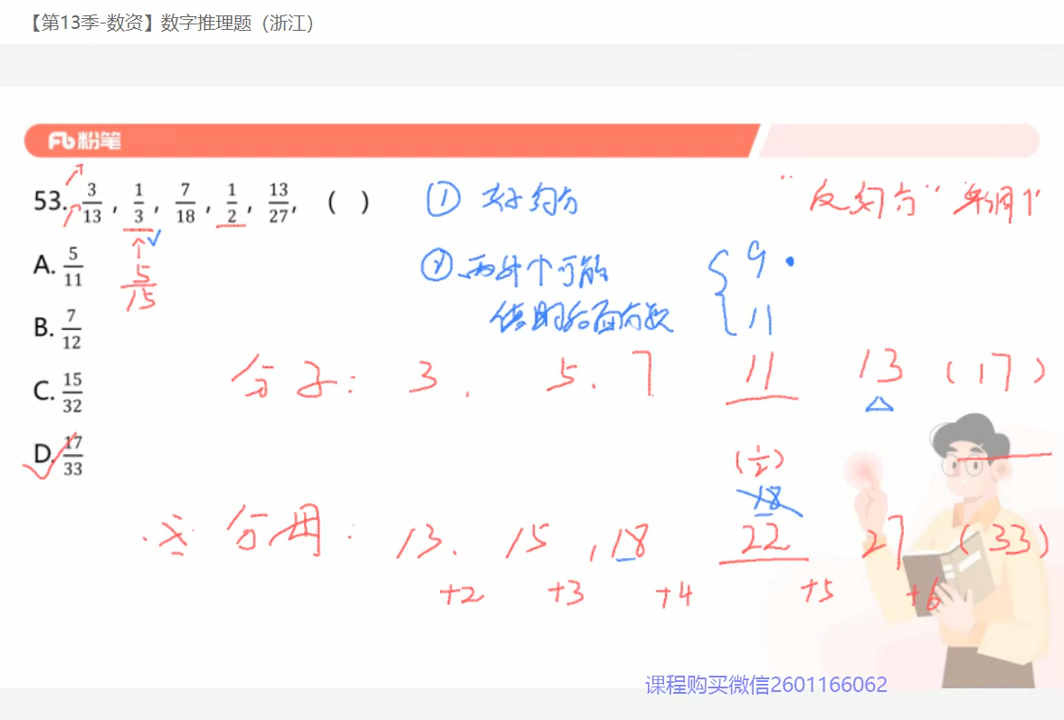 【第13季-数资】数字推理题（浙江）
粉笔
53. 3/13, 1/3, 7/18, 1/2, 13/27, （ ）
① 约分
"反约分"
5/15
A. 5/11
② 两个可能
9
11
B. 7/12
分子: 3. 5. 7 11 13 (17)
C. 15/32
D. 17/33
(1/2)
18
分母: 13. 15, 18 22 27 (33)
+2 +3 +4 +5 +6
课程购买微信2601166062